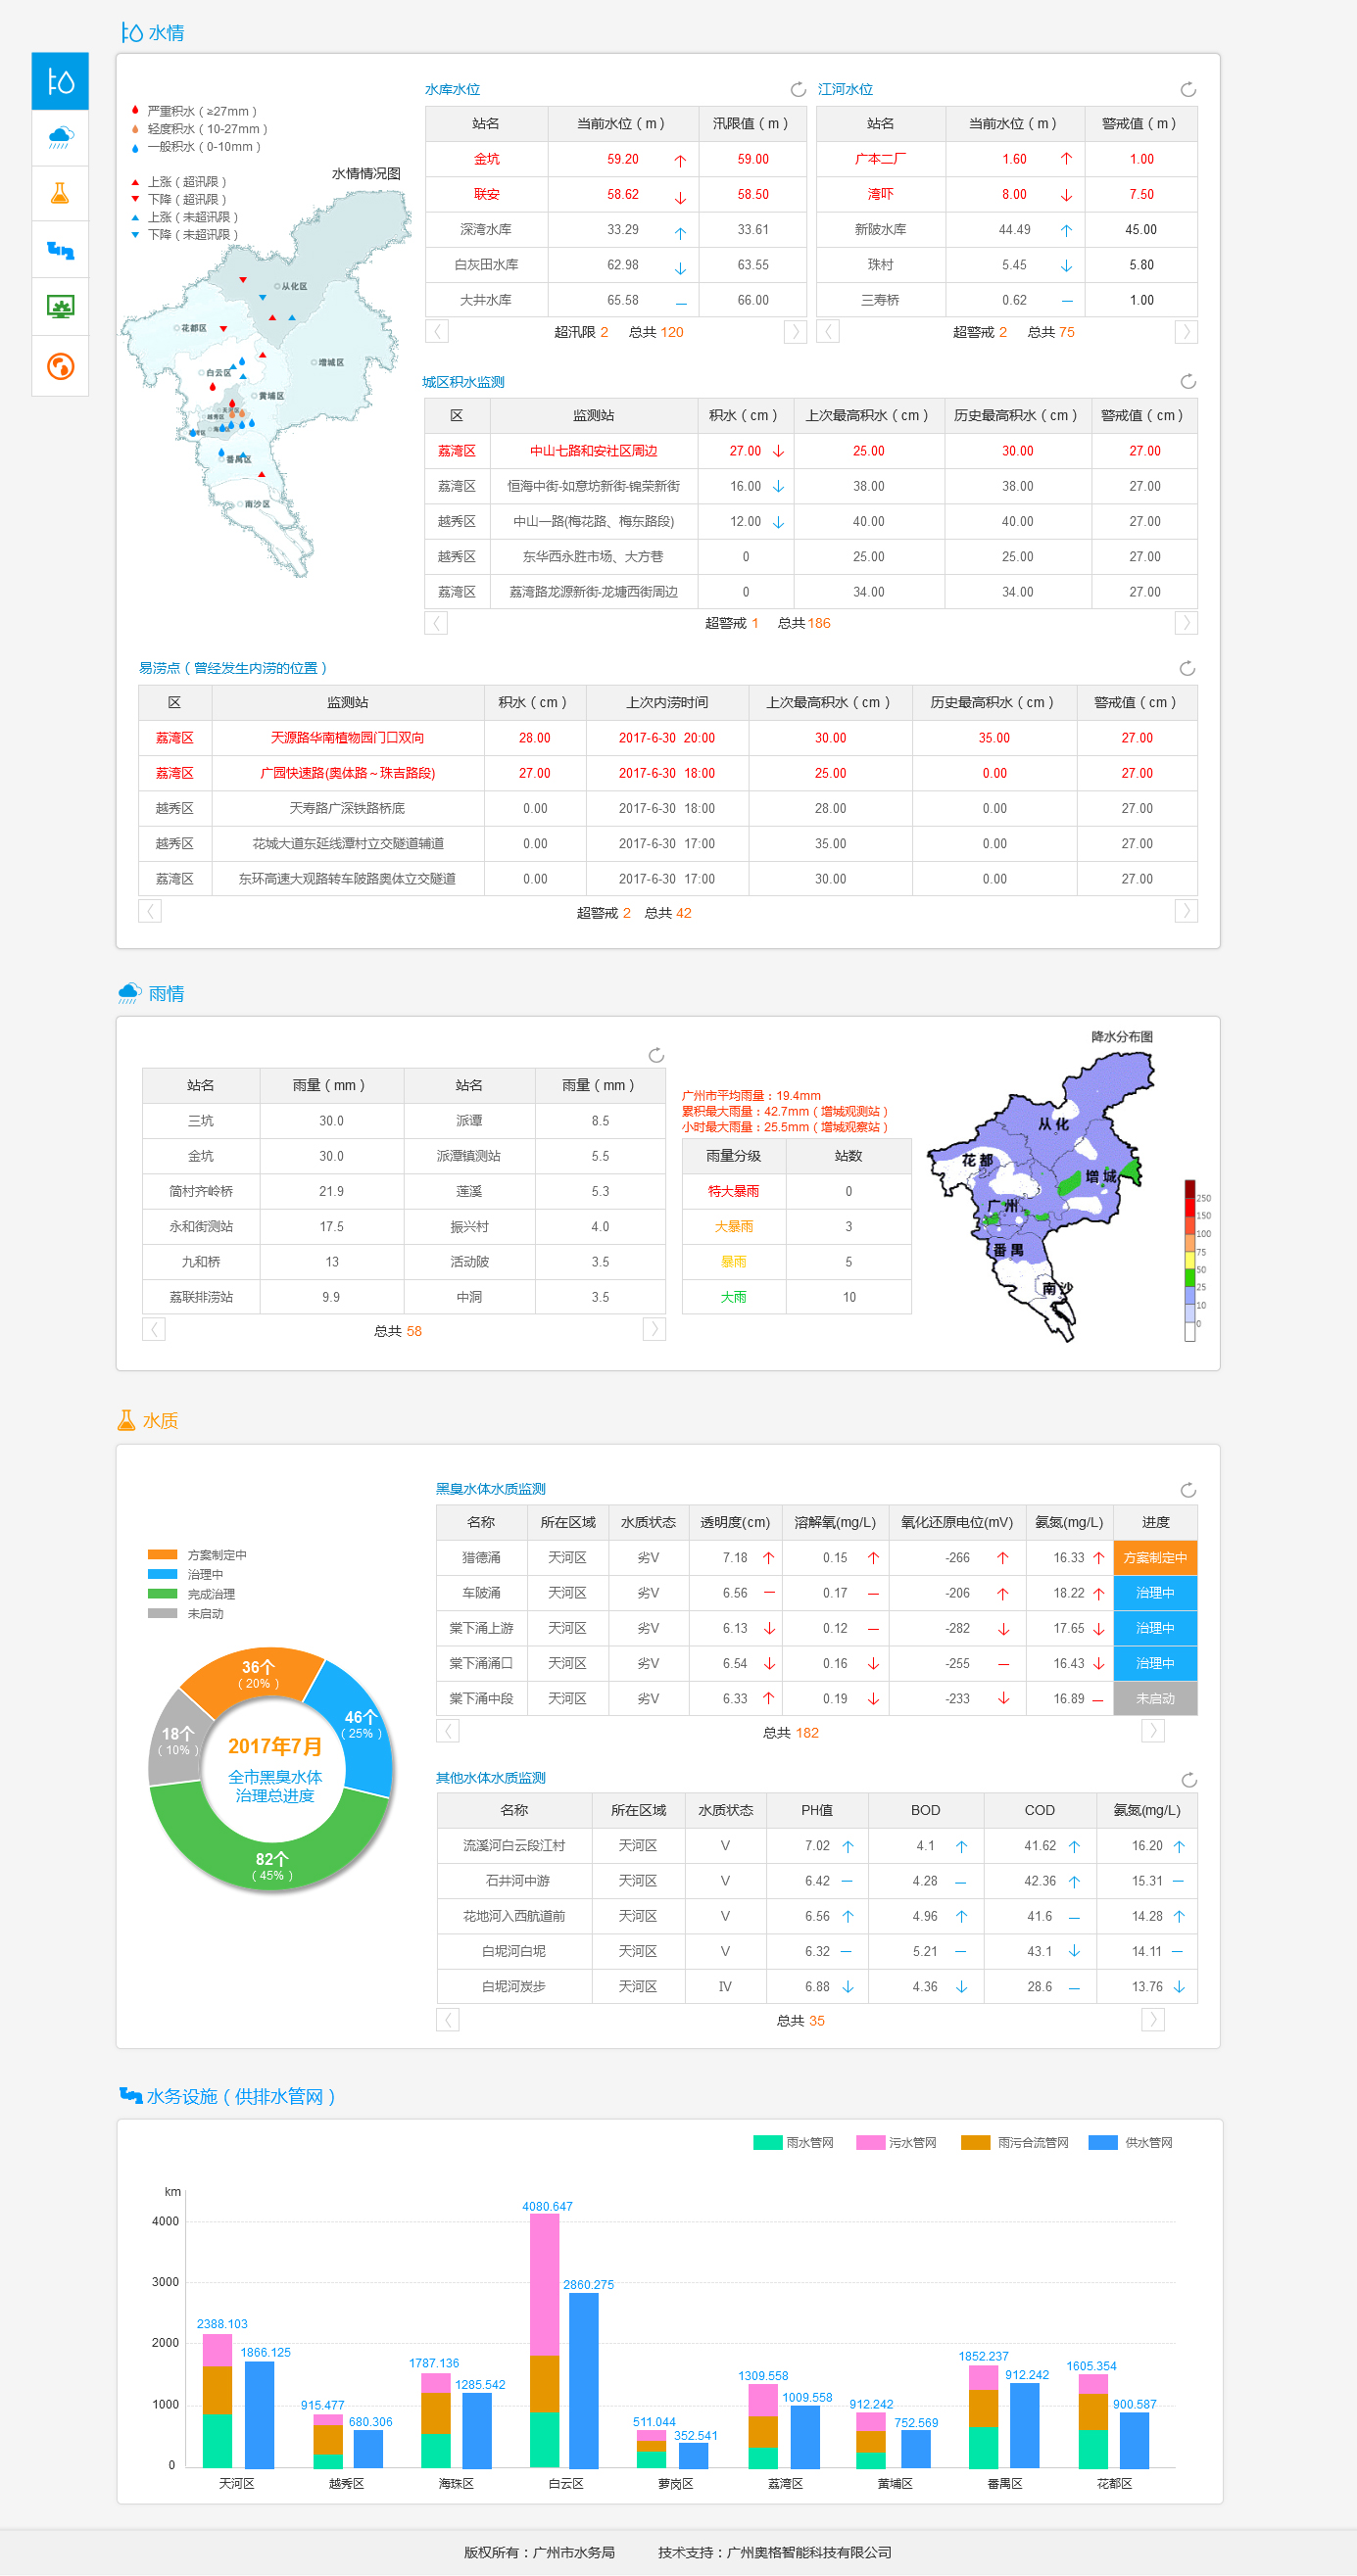 水情
严重积水（≥27mm）
轻度积水（10-27mm）
一般积水（0-10mm）
上涨（超讯限）
下降（超讯限）
上涨（未超讯限）
下降（未超讯限）
水情情况图
从化区
花都区
增城区
白云区
黄埔区
番禺区
南沙区
水库水位
站名 当前水位（m） 汛限值（m）
金坑 59.20 59.00
联安 58.62 58.50
深湾水库 33.29 33.61
白灰田水库 62.98 63.55
大井水库 65.58 66.00
超汛限 2 总共 120
江河水位
站名 当前水位（m） 警戒值（m）
广本二厂 1.60 1.00
湾吓 8.00 7.50
新陂水库 44.49 45.00
珠村 5.45 5.80
三寿桥 0.62 1.00
超警戒 2 总共 75
城区积水监测
区 监测站 积水（cm） 上次最高积水（cm） 历史最高积水（cm） 警戒值（cm）
荔湾区 中山七路和安社区周边 27.00 25.00 30.00 27.00
荔湾区 恒海中街-如意坊新街-锦荣新街 16.00 38.00 38.00 27.00
越秀区 中山一路(梅花路、梅东路段) 12.00 40.00 40.00 27.00
越秀区 东华西永胜市场、大方巷 0 25.00 25.00 27.00
荔湾区 荔湾路龙源新街-龙塘西街周边 0 34.00 34.00 27.00
超警戒 1 总共186
易涝点（曾经发生内涝的位置）
区 监测站 积水（cm） 上次内涝时间 上次最高积水（cm） 历史最高积水（cm） 警戒值（cm）
荔湾区 天源路华南植物园门口双向 28.00 2017-6-30 20:00 30.00 35.00 27.00
荔湾区 广园快速路(奥体路～珠吉路段) 27.00 2017-6-30 18:00 25.00 0.00 27.00
越秀区 天寿路广深铁路桥底 0.00 2017-6-30 18:00 28.00 0.00 27.00
越秀区 花城大道东延线潭村立交隧道辅道 0.00 2017-6-30 17:00 35.00 0.00 27.00
荔湾区 东环高速大观路转车陂路奥体立交隧道 0.00 2017-6-30 17:00 30.00 0.00 27.00
超警戒 2 总共 42
雨情
站名 雨量（mm） 站名 雨量（mm）
三坑 30.0 派谭 8.5
金坑 30.0 派潭镇测站 5.5
简村齐岭桥 21.9 莲溪 5.3
永和街测站 17.5 振兴村 4.0
九和桥 13 活动陂 3.5
荔联排涝站 9.9 中洞 3.5
总共 58
广州市平均雨量：19.4mm
累积最大雨量：42.7mm（增城观测站）
小时最大雨量：25.5mm（增城观察站）
雨量分级 站数
特大暴雨 0
大暴雨 3
暴雨 5
大雨 10
降水分布图
从化
花都
增城
广州
番禺
南沙
250
150
100
75
50
25
10
0
水质
方案制定中
治理中
完成治理
未启动
36个
（20%）
46个
（25%）
18个
（10%）
82个
（45%）
2017年7月
全市黑臭水体
治理总进度
黑臭水体水质监测
名称 所在区域 水质状态 透明度(cm) 溶解氧(mg/L) 氧化还原电位(mV) 氨氮(mg/L) 进度
猎德涌 天河区 劣V 7.18 0.15 -266 16.33 方案制定中
车陂涌 天河区 劣V 6.56 0.17 -206 18.22 治理中
棠下涌上游 天河区 劣V 6.13 0.12 -282 17.65 治理中
棠下涌涌口 天河区 劣V 6.54 0.16 -255 16.43 治理中
棠下涌中段 天河区 劣V 6.33 0.19 -233 16.89 未启动
总共 182
其他水体水质监测
名称 所在区域 水质状态 PH值 BOD COD 氨氮(mg/L)
流溪河白云段江村 天河区 V 7.02 4.1 41.62 16.20
石井河中游 天河区 V 6.42 4.28 42.36 15.31
花地河入西航道前 天河区 V 6.56 4.96 41.6 14.28
白坭河白坭 天河区 V 6.32 5.21 43.1 14.11
白坭河炭步 天河区 IV 6.88 4.36 28.6 13.76
总共 35
水务设施（供排水管网）
雨水管网 污水管网 雨污合流管网 供水管网
km
4000
3000
2000
1000
0
2388.103 1866.125
915.477 680.306
1787.136 1285.542
4080.647 2860.275
511.044 352.541
1309.558 1009.558
912.242 752.569
1852.237 912.242
1605.354 900.587
天河区 越秀区 海珠区 白云区 萝岗区 荔湾区 黄埔区 番禺区 花都区
版权所有：广州市水务局 技术支持：广州奥格智能科技有限公司